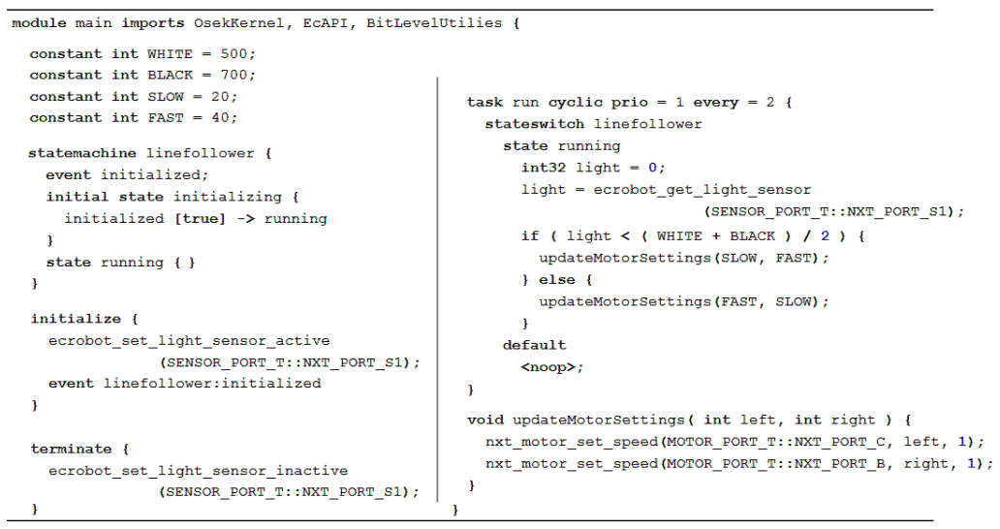 module main imports OsekKernel, EcAPI, BitLevelUtilies {
constant int WHITE = 500;
constant int BLACK = 700;
constant int SLOW = 20;
constant int FAST = 40;
statemachine linefollower {
event initialized;
initial state initializing {
initialized [true] -> running
}
state running { }
}
initialize {
ecrobot_set_light_sensor_active
(SENSOR_PORT_T::NXT_PORT_S1);
event linefollower:initialized
}
terminate {
ecrobot_set_light_sensor_inactive
(SENSOR_PORT_T::NXT_PORT_S1);
}
task run cyclic prio = 1 every = 2 {
stateswitch linefollower
state running
int32 light = 0;
light = ecrobot_get_light_sensor
(SENSOR_PORT_T::NXT_PORT_S1);
if ( light < ( WHITE + BLACK ) / 2 ) {
updateMotorSettings(SLOW, FAST);
} else {
updateMotorSettings(FAST, SLOW);
}
default
<noop>;
}
void updateMotorSettings( int left, int right ) {
nxt_motor_set_speed(MOTOR_PORT_T::NXT_PORT_C, left, 1);
nxt_motor_set_speed(MOTOR_PORT_T::NXT_PORT_B, right, 1);
}
}